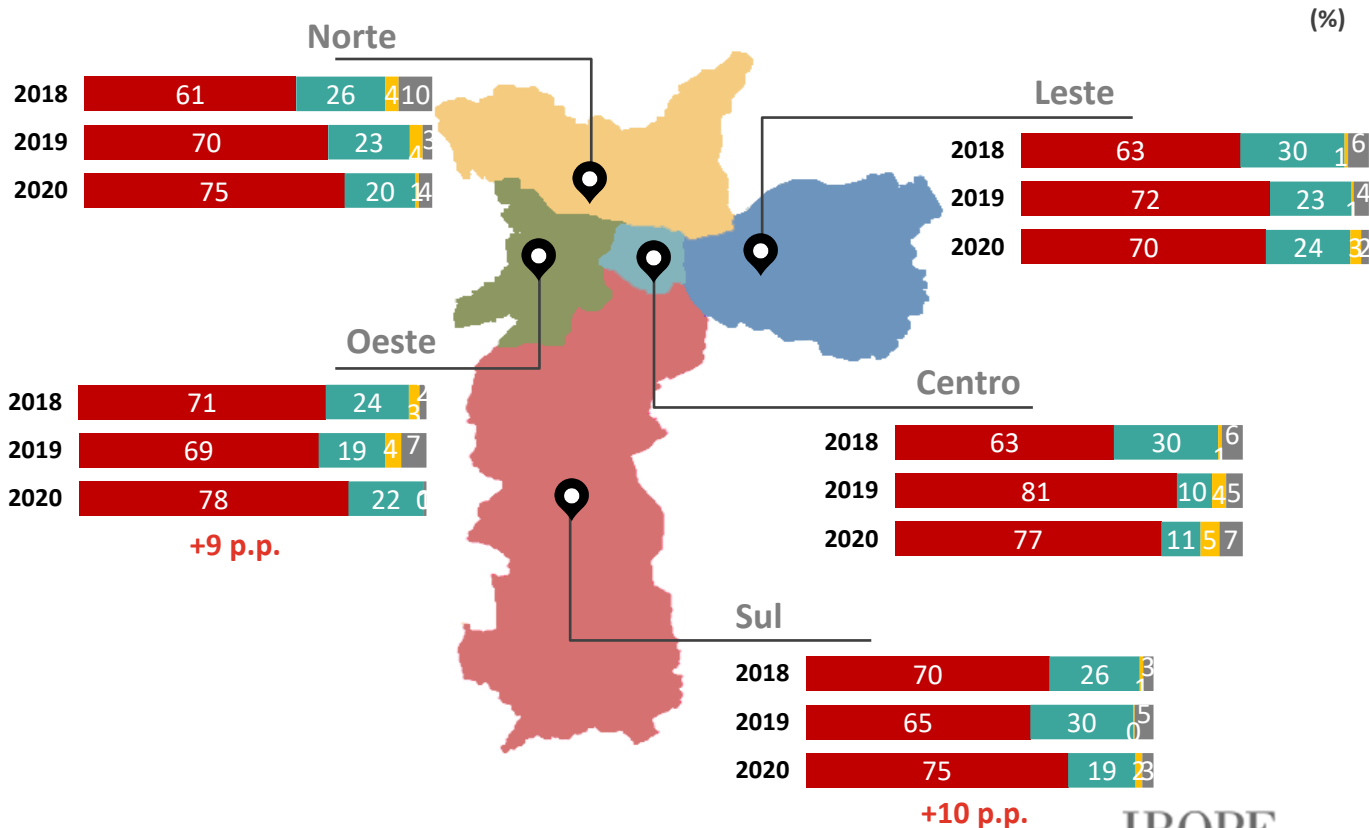 (%)
Norte
2018 61 26 4 10
2019 70 23 4 3
2020 75 20 1 4
Leste
2018 63 30 1 6
2019 72 23 1 4
2020 70 24 3 2
Oeste
2018 71 24 3 2
2019 69 19 4 7
2020 78 22 0
+9 p.p.
Centro
2018 63 30 1 6
2019 81 10 4 5
2020 77 11 5 7
Sul
2018 70 26 1 3
2019 65 30 0 5
2020 75 19 2 3
+10 p.p.
IBOPE